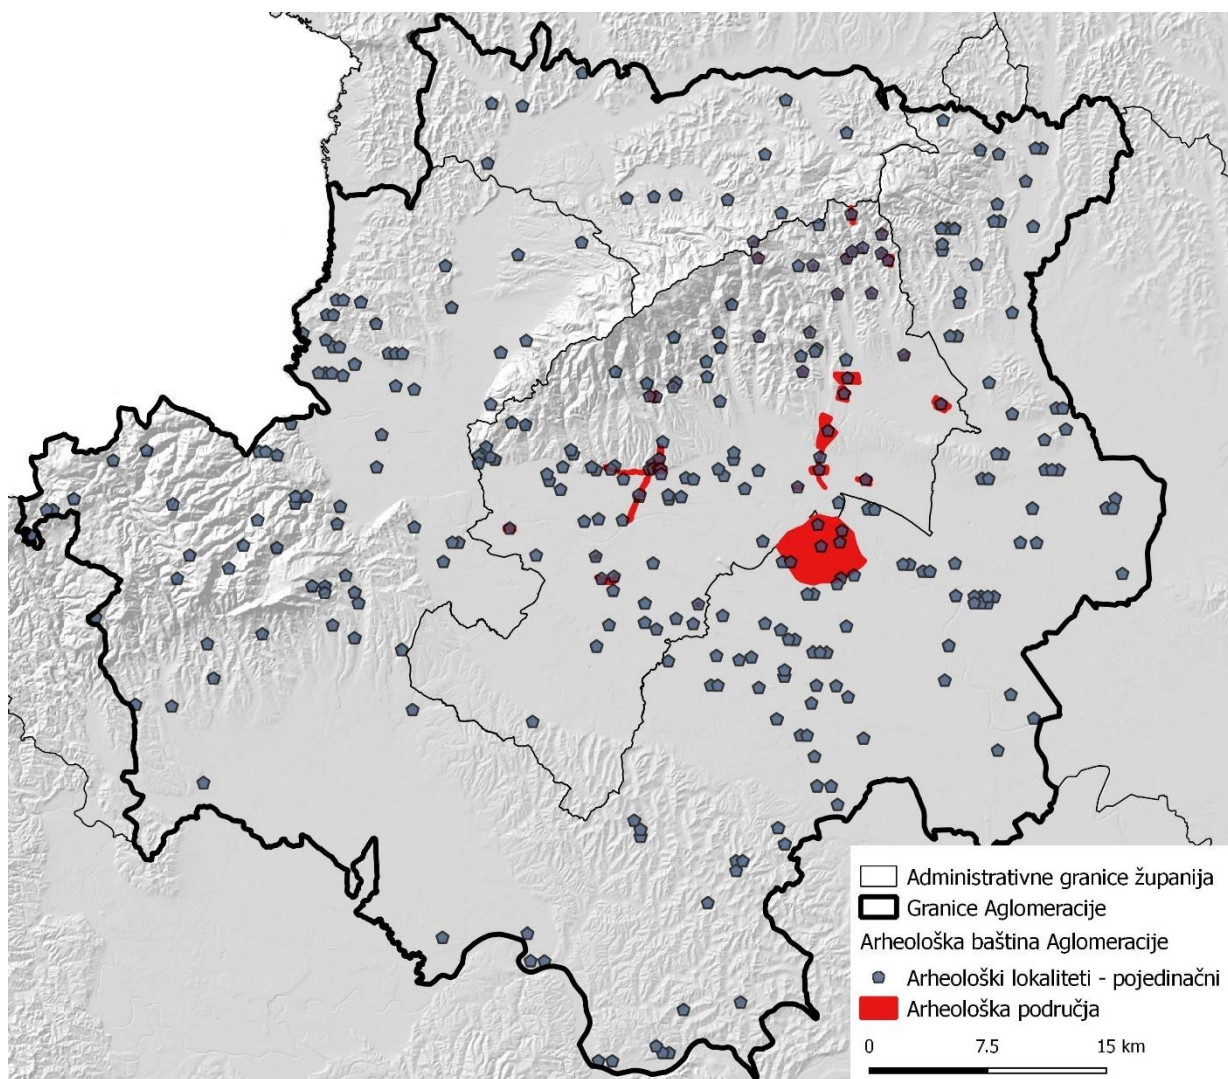 Administrativne granice županija
Granice Aglomeracije
Arheološka baština Aglomeracije
Arheološki lokaliteti - pojedinačni
Arheološka područja
0 7.5 15 km